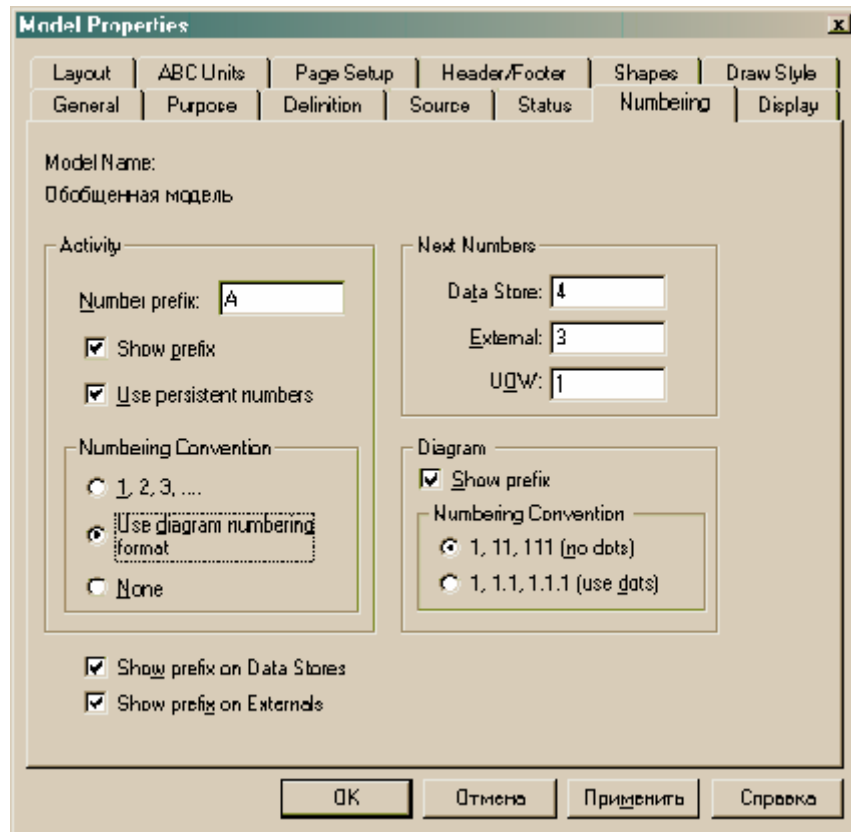 Model Properties
Layout ABC Units Page Setup Header/Footer Shapes Draw Style
General Purpose Definition Source Status Numbering Display
Model Name:
Обобщенная модель
Activity
Number prefix: A
Show prefix
Use persistent numbers
Numbering Convention
1, 2, 3, ....
Use diagram numbering
format
None
Next Numbers
Data Store: 4
External: 3
UOW: 1
Diagram
Show prefix
Numbering Convention
1, 11, 111 (no dots)
1, 1.1, 1.1.1 (use dots)
Show prefix on Data Stores
Show prefix on Externals
OK Отмена Применить Справка